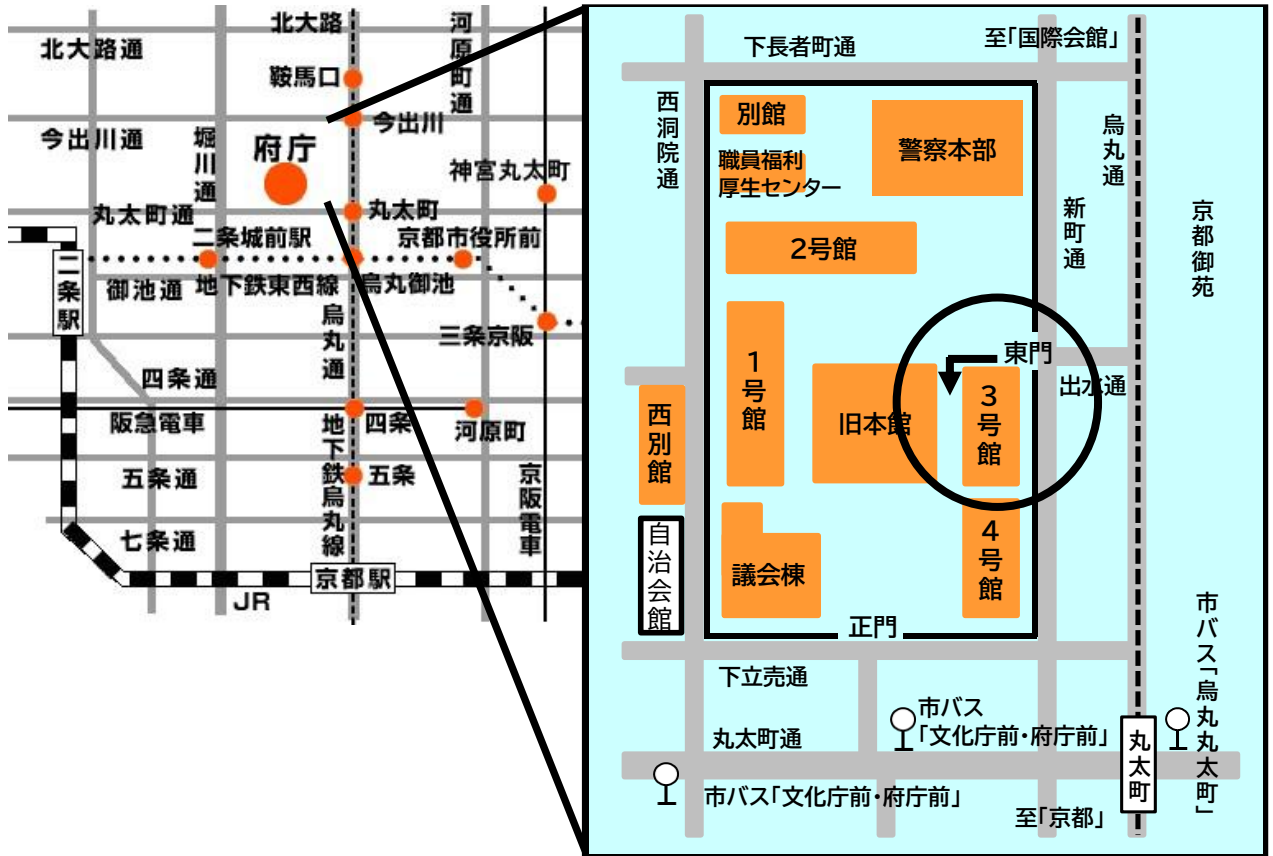 北大路
河原町通
北大路通
鞍馬口
今出川
今出川通
堀川通
府庁
神宮丸太町
丸太町通
丸太町
二条城前駅
京都市役所前
二条駅
御池通
地下鉄東西線
烏丸御池
烏丸通
三条京阪
四条通
阪急電車
四条
河原町
地下鉄烏丸線
五条通
五条
京阪電車
七条通
京都駅
JR
下長者町通
至「国際会館」
西洞院通
別館
警察本部
烏丸通
職員福利
厚生センター
新町通
京都御苑
2号館
1号館
東門
出水通
旧本館
3号館
西別館
自治会館
4号館
議会棟
正門
下立売通
市バス「烏丸丸太町」
市バス
「文化庁前・府庁前」
丸太町通
丸太町
市バス「文化庁前・府庁前」
至「京都」